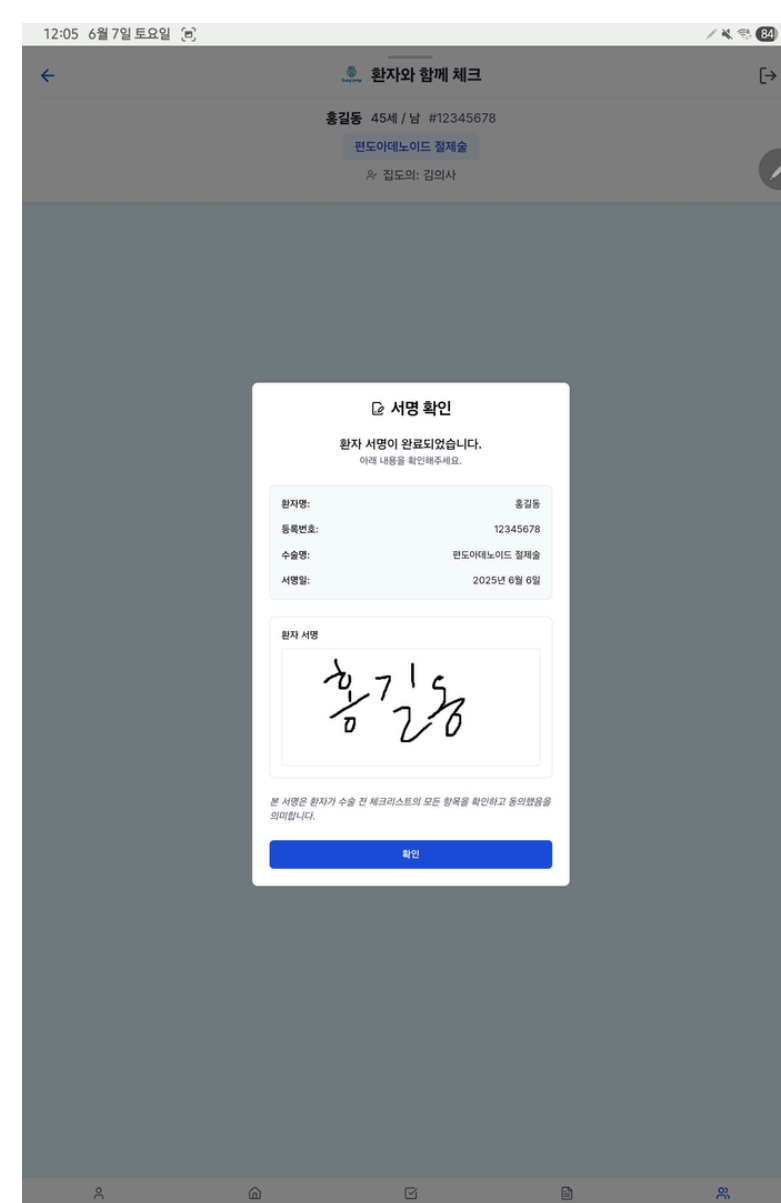 12:05 6월 7일 토요일 84
환자와 함께 체크
홍길동 45세 / 남 #12345678
편도아데노이드 절제술
집도의: 김의사
서명 확인
환자 서명이 완료되었습니다.
아래 내용을 확인해주세요.
환자명: 홍길동
등록번호: 12345678
수술명: 편도아데노이드 절제술
서명일: 2025년 6월 6일
환자 서명
홍길동
본 서명은 환자가 수술 전 체크리스트의 모든 항목을 확인하고 동의했음을
의미합니다.
확인